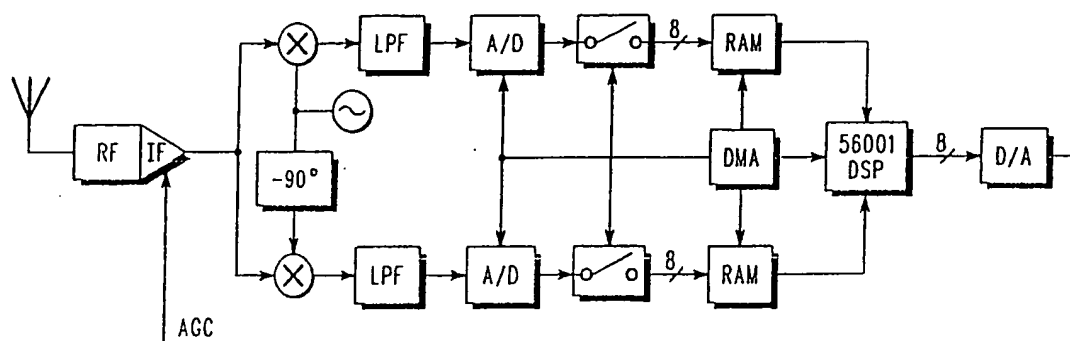 LPF
A/D
8
RAM
RF
IF
-90°
DMA
56001
DSP
8
D/A
LPF
A/D
8
RAM
AGC